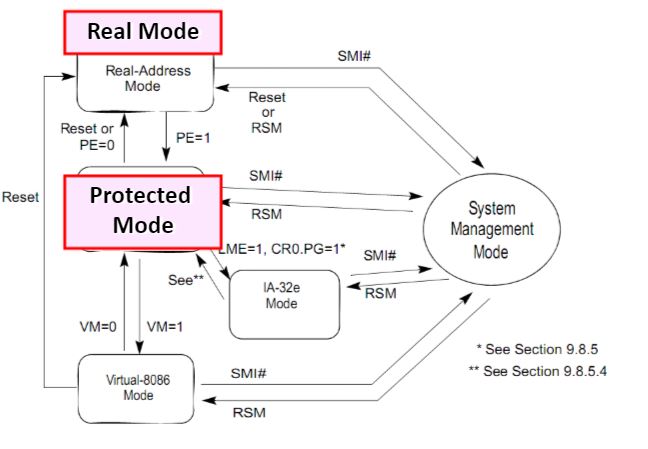 Real Mode
SMI#
Real-Address
Mode
Reset
or
RSM
Reset or
PE=0
PE=1
SMI#
Reset
Protected
Mode
RSM
System
Management
Mode
LME=1, CR0.PG=1*
SMI#
See**
IA-32e
Mode
RSM
VM=0
VM=1
* See Section 9.8.5
** See Section 9.8.5.4
Virtual-8086
Mode
SMI#
RSM